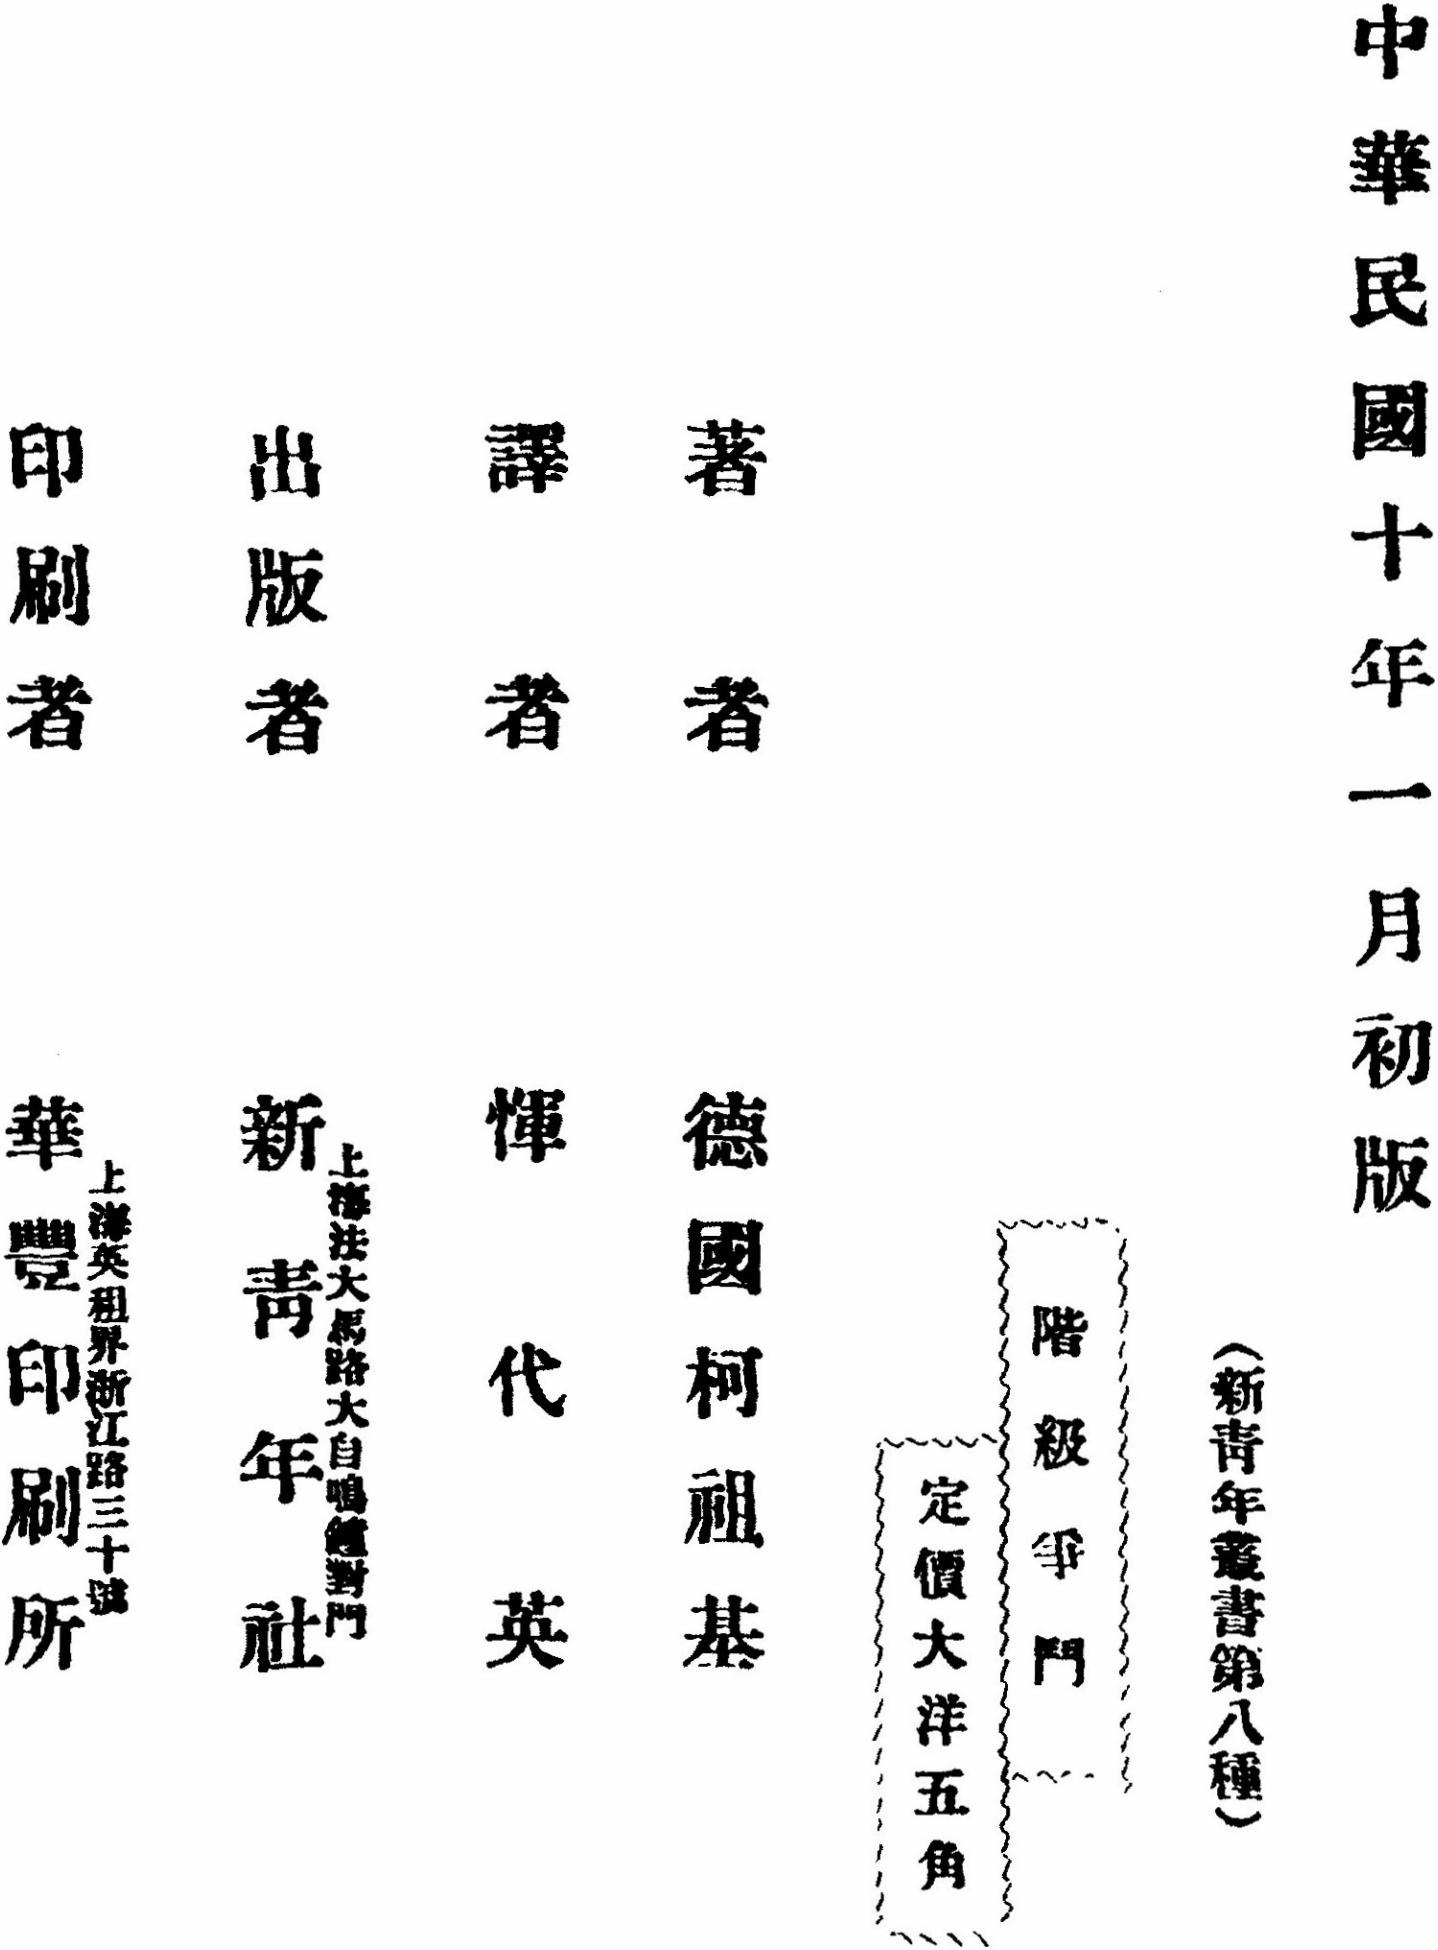 中華民國十年一月初版
（新青年叢書第八種）
階級爭鬥
定價大洋五角
著者 德國柯祖基
譯者 惲代英
上海法大馬路大自鳴鐘對門
出版者 新青年社
上海英租界浙江路三十號
印刷者 華豐印刷所